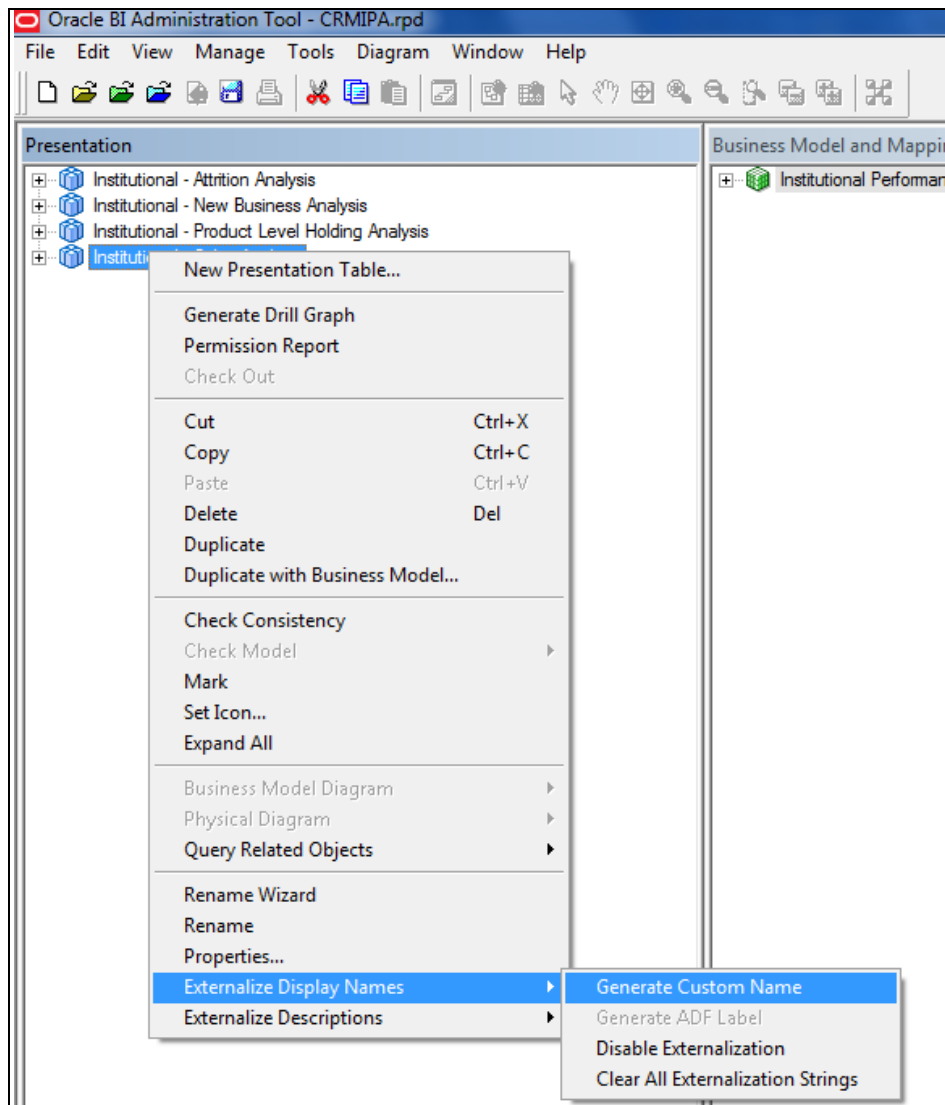 Oracle BI Administration Tool - CRMIPA.rpd
File Edit View Manage Tools Diagram Window Help
Presentation
Business Model and Mappin
Institutional - Attrition Analysis
Institutional Performan
Institutional - New Business Analysis
Institutional - Product Level Holding Analysis
Instituti
New Presentation Table...
Generate Drill Graph
Permission Report
Check Out
Cut Ctrl+X
Copy Ctrl+C
Paste Ctrl+V
Delete Del
Duplicate
Duplicate with Business Model...
Check Consistency
Check Model
Mark
Set Icon...
Expand All
Business Model Diagram
Physical Diagram
Query Related Objects
Rename Wizard
Rename
Properties...
Externalize Display Names
Generate Custom Name
Externalize Descriptions
Generate ADF Label
Disable Externalization
Clear All Externalization Strings